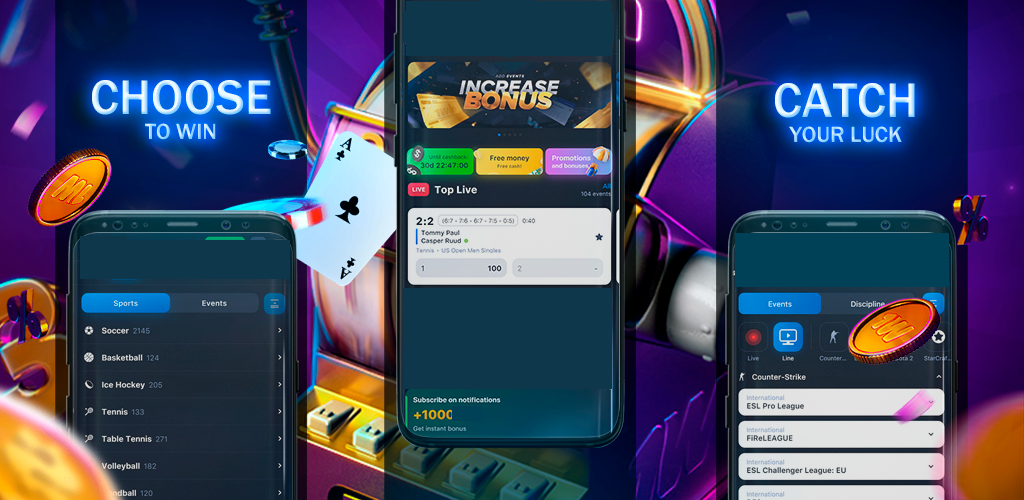 CHOOSE
TO WIN
Sports
Events
Soccer 2145
Basketball 124
Ice Hockey 205
Tennis 133
Table Tennis 271
Volleyball 182
120
A
A
ADD EVENTS
INCREASE
BONUS
Until cashback
30d 22:47:00
Free money
Free cash!
Promotions
and bonuses
LIVE
Top Live
All
104 events
2:2 (6:7 - 7:6 - 6:7 - 7:5 - 0:5) 0:40
Tommy Paul
Casper Ruud
Tennis - US Open Men Singles
1 100
2 -
Subscribe on notifications
+1000
Get instant bonus
CATCH
YOUR LUCK
%
%
1W
Events
Discipline
Live
Line
Counter...
StarCraf...
Counter-Strike
International
ESL Pro League
International
FiReLEAGUE
International
ESL Challenger League: EU
International